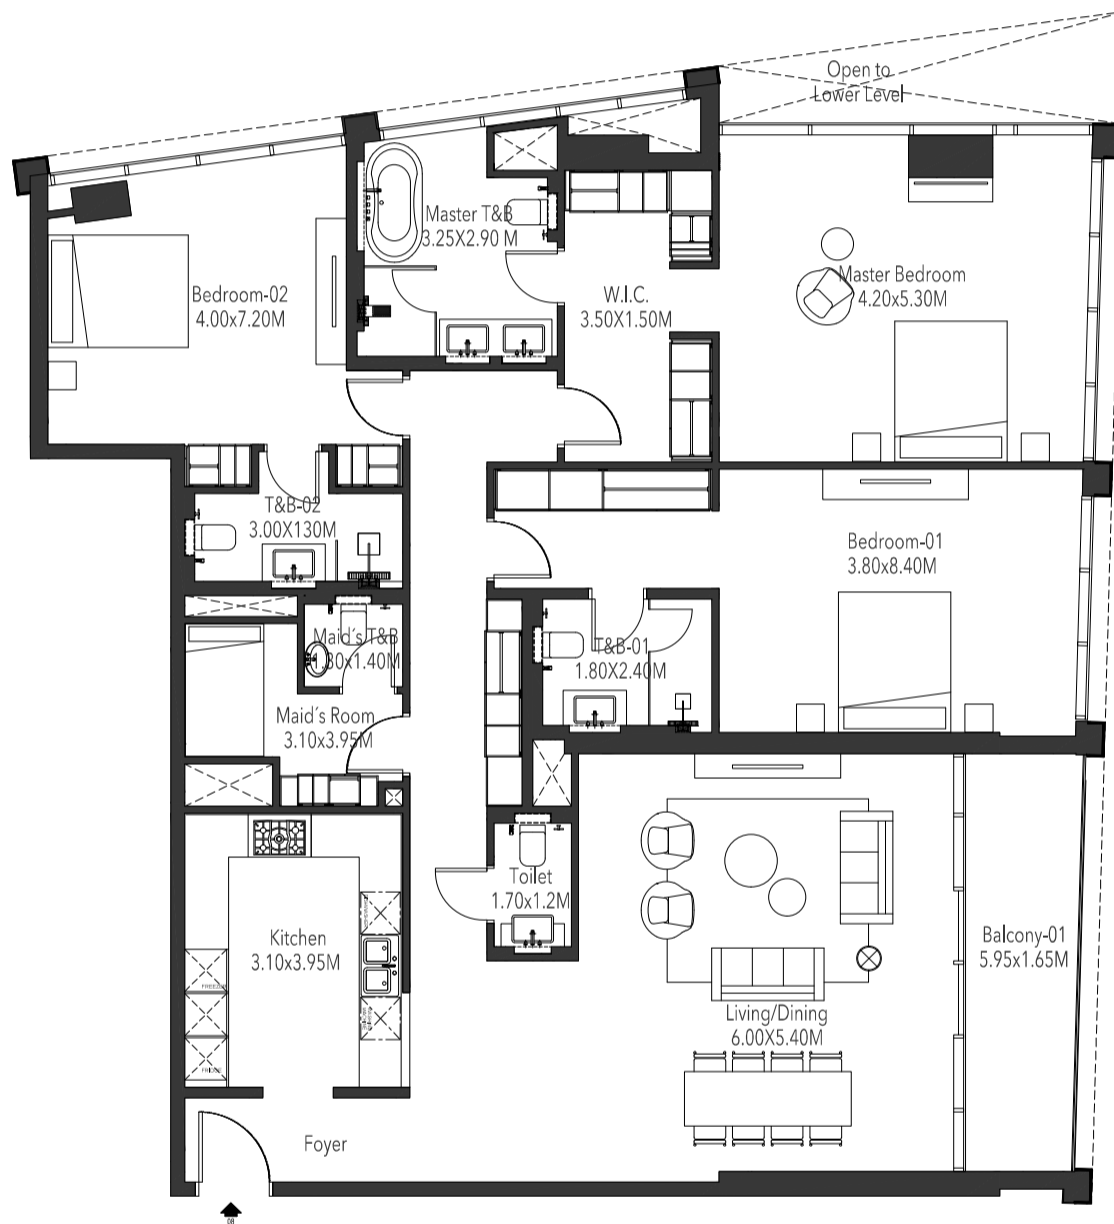 Open to
Lower Level
Master T&B
3.25X2.90 M
Bedroom-02
4.00x7.20M
W.I.C.
3.50X1.50M
Master Bedroom
4.20x5.30M
T&B-02
3.00X130M
Bedroom-01
3.80x8.40M
Maid's T&B
.30x1.40M
T&B-01
1.80X2.40M
Maid's Room
3.10x3.95M
Toilet
1.70x1.2M
Kitchen
3.10x3.95M
FREEZER
FRIDGE
Balcony-01
5.95x1.65M
Living/Dining
6.00X5.40M
Foyer
08